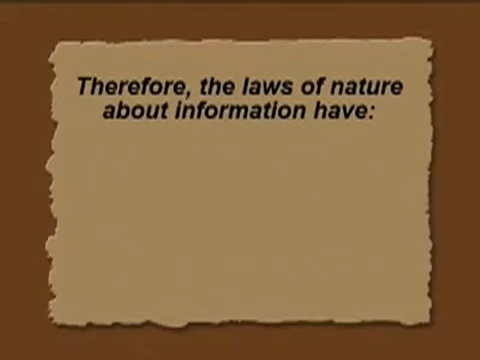 Therefore, the laws of nature
about information have: